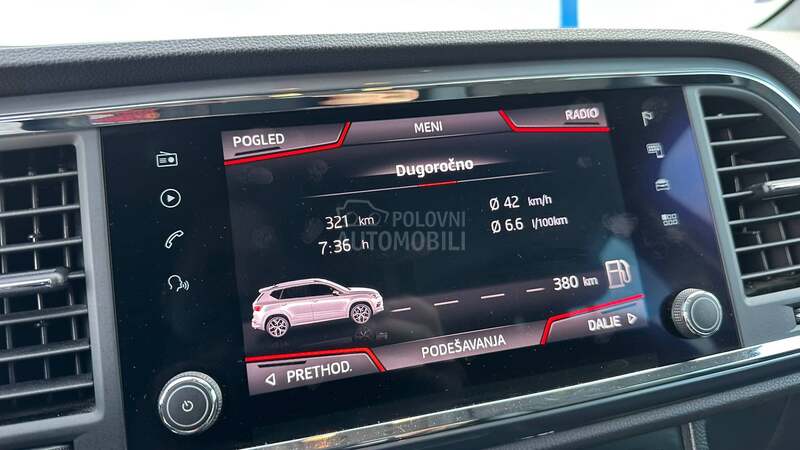 POGLED MENI RADIO
Dugoročno
321 km Ø 42 km/h
7:36 h Ø 6.6 l/100km
POLOVNI
AUTOMOBILI
380 km
PRETHOD. PODEŠAVANJA DALJE